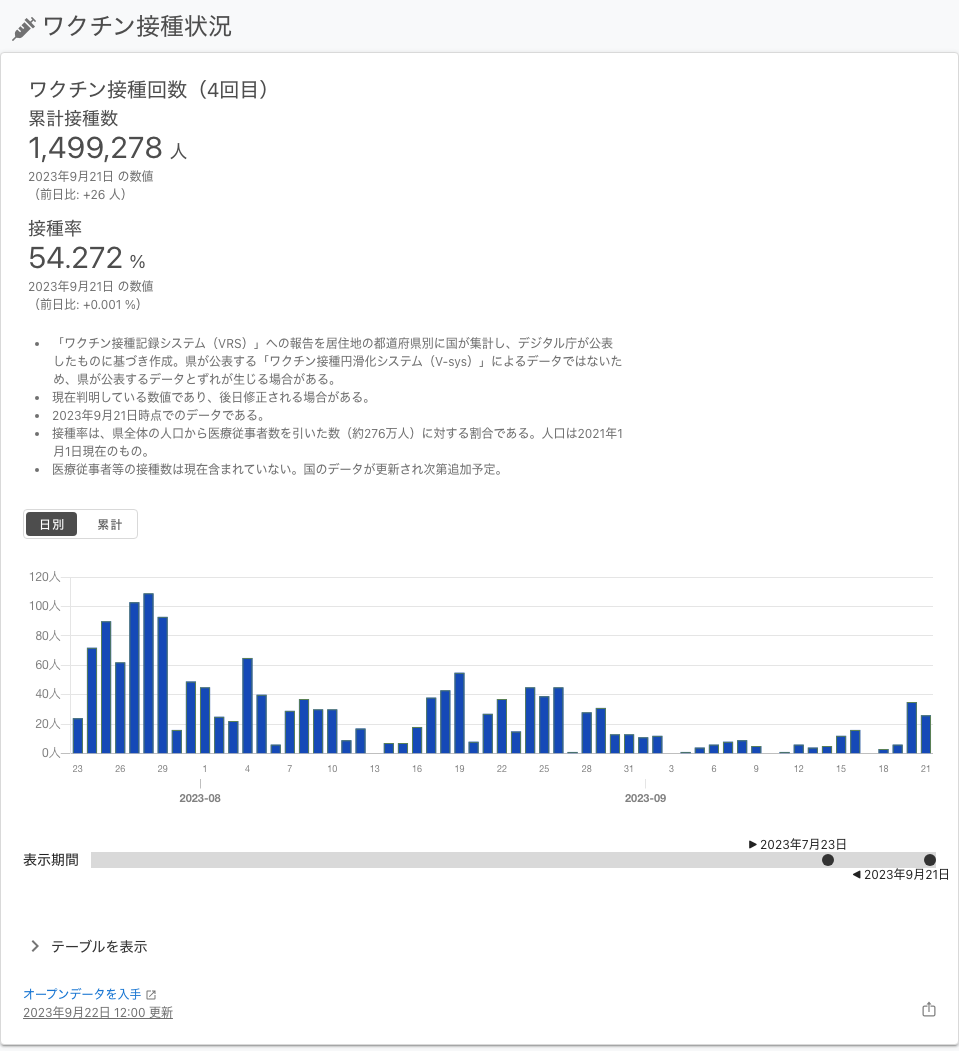 ワクチン接種状況
ワクチン接種回数（4回目）
累計接種数
1,499,278 人
2023年9月21日 の数値
（前日比: +26 人）
接種率
54.272 %
2023年9月21日 の数値
（前日比: +0.001 %）
「ワクチン接種記録システム（VRS）」への報告を居住地の都道府県別に国が集計し、デジタル庁が公表
したものに基づき作成。県が公表する「ワクチン接種円滑化システム（V-sys）」によるデータではないた
め、県が公表するデータとずれが生じる場合がある。
現在判明している数値であり、後日修正される場合がある。
2023年9月21日時点でのデータである。
接種率は、県全体の人口から医療従事者数を引いた数（約276万人）に対する割合である。人口は2021年1
月1日現在のもの。
医療従事者等の接種数は現在含まれていない。国のデータが更新され次第追加予定。
日別 累計
120人
100人
80人
60人
40人
20人
0人
23 26 29 1 4 7 10 13 16 19 22 25 28 31 3 6 9 12 15 18 21
2023-08 2023-09
▶ 2023年7月23日
表示期間
◀ 2023年9月21日
テーブルを表示
オープンデータを入手
2023年9月22日 12:00 更新